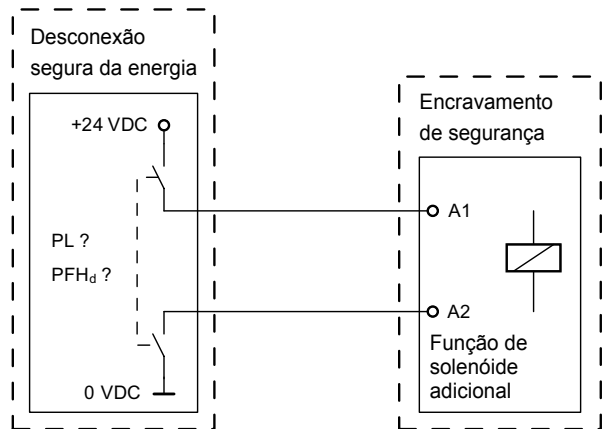 Desconexão
segura da energia
+24 VDC
PL ?
PFHd ?
0 VDC
Encravamento
de segurança
A1
A2
Função de
solenóide
adicional